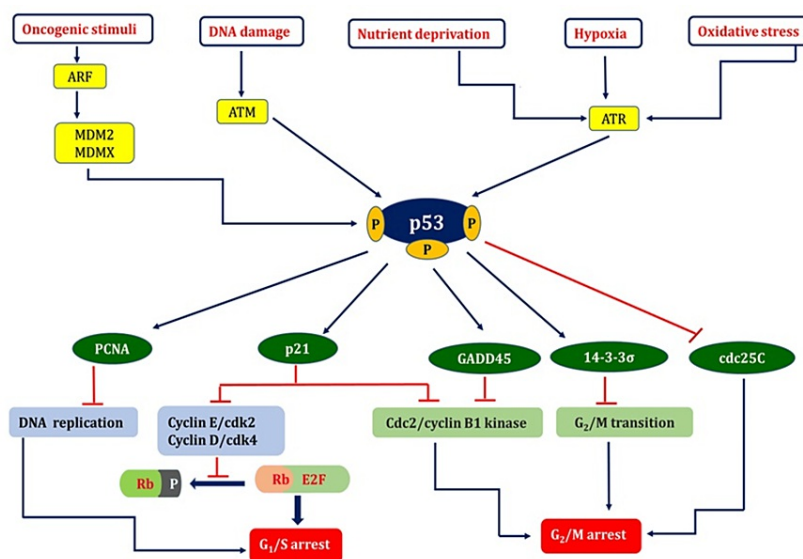 Oncogenic stimuli
DNA damage
Nutrient deprivation
Hypoxia
Oxidative stress
ARF
ATM
ATR
MDM2
MDMX
P
p53
P
P
PCNA
p21
GADD45
14-3-3σ
cdc25C
DNA replication
Cyclin E/cdk2
Cyclin D/cdk4
Cdc2/cyclin B1 kinase
G₂/M transition
Rb P
Rb E2F
G₁/S arrest
G₂/M arrest